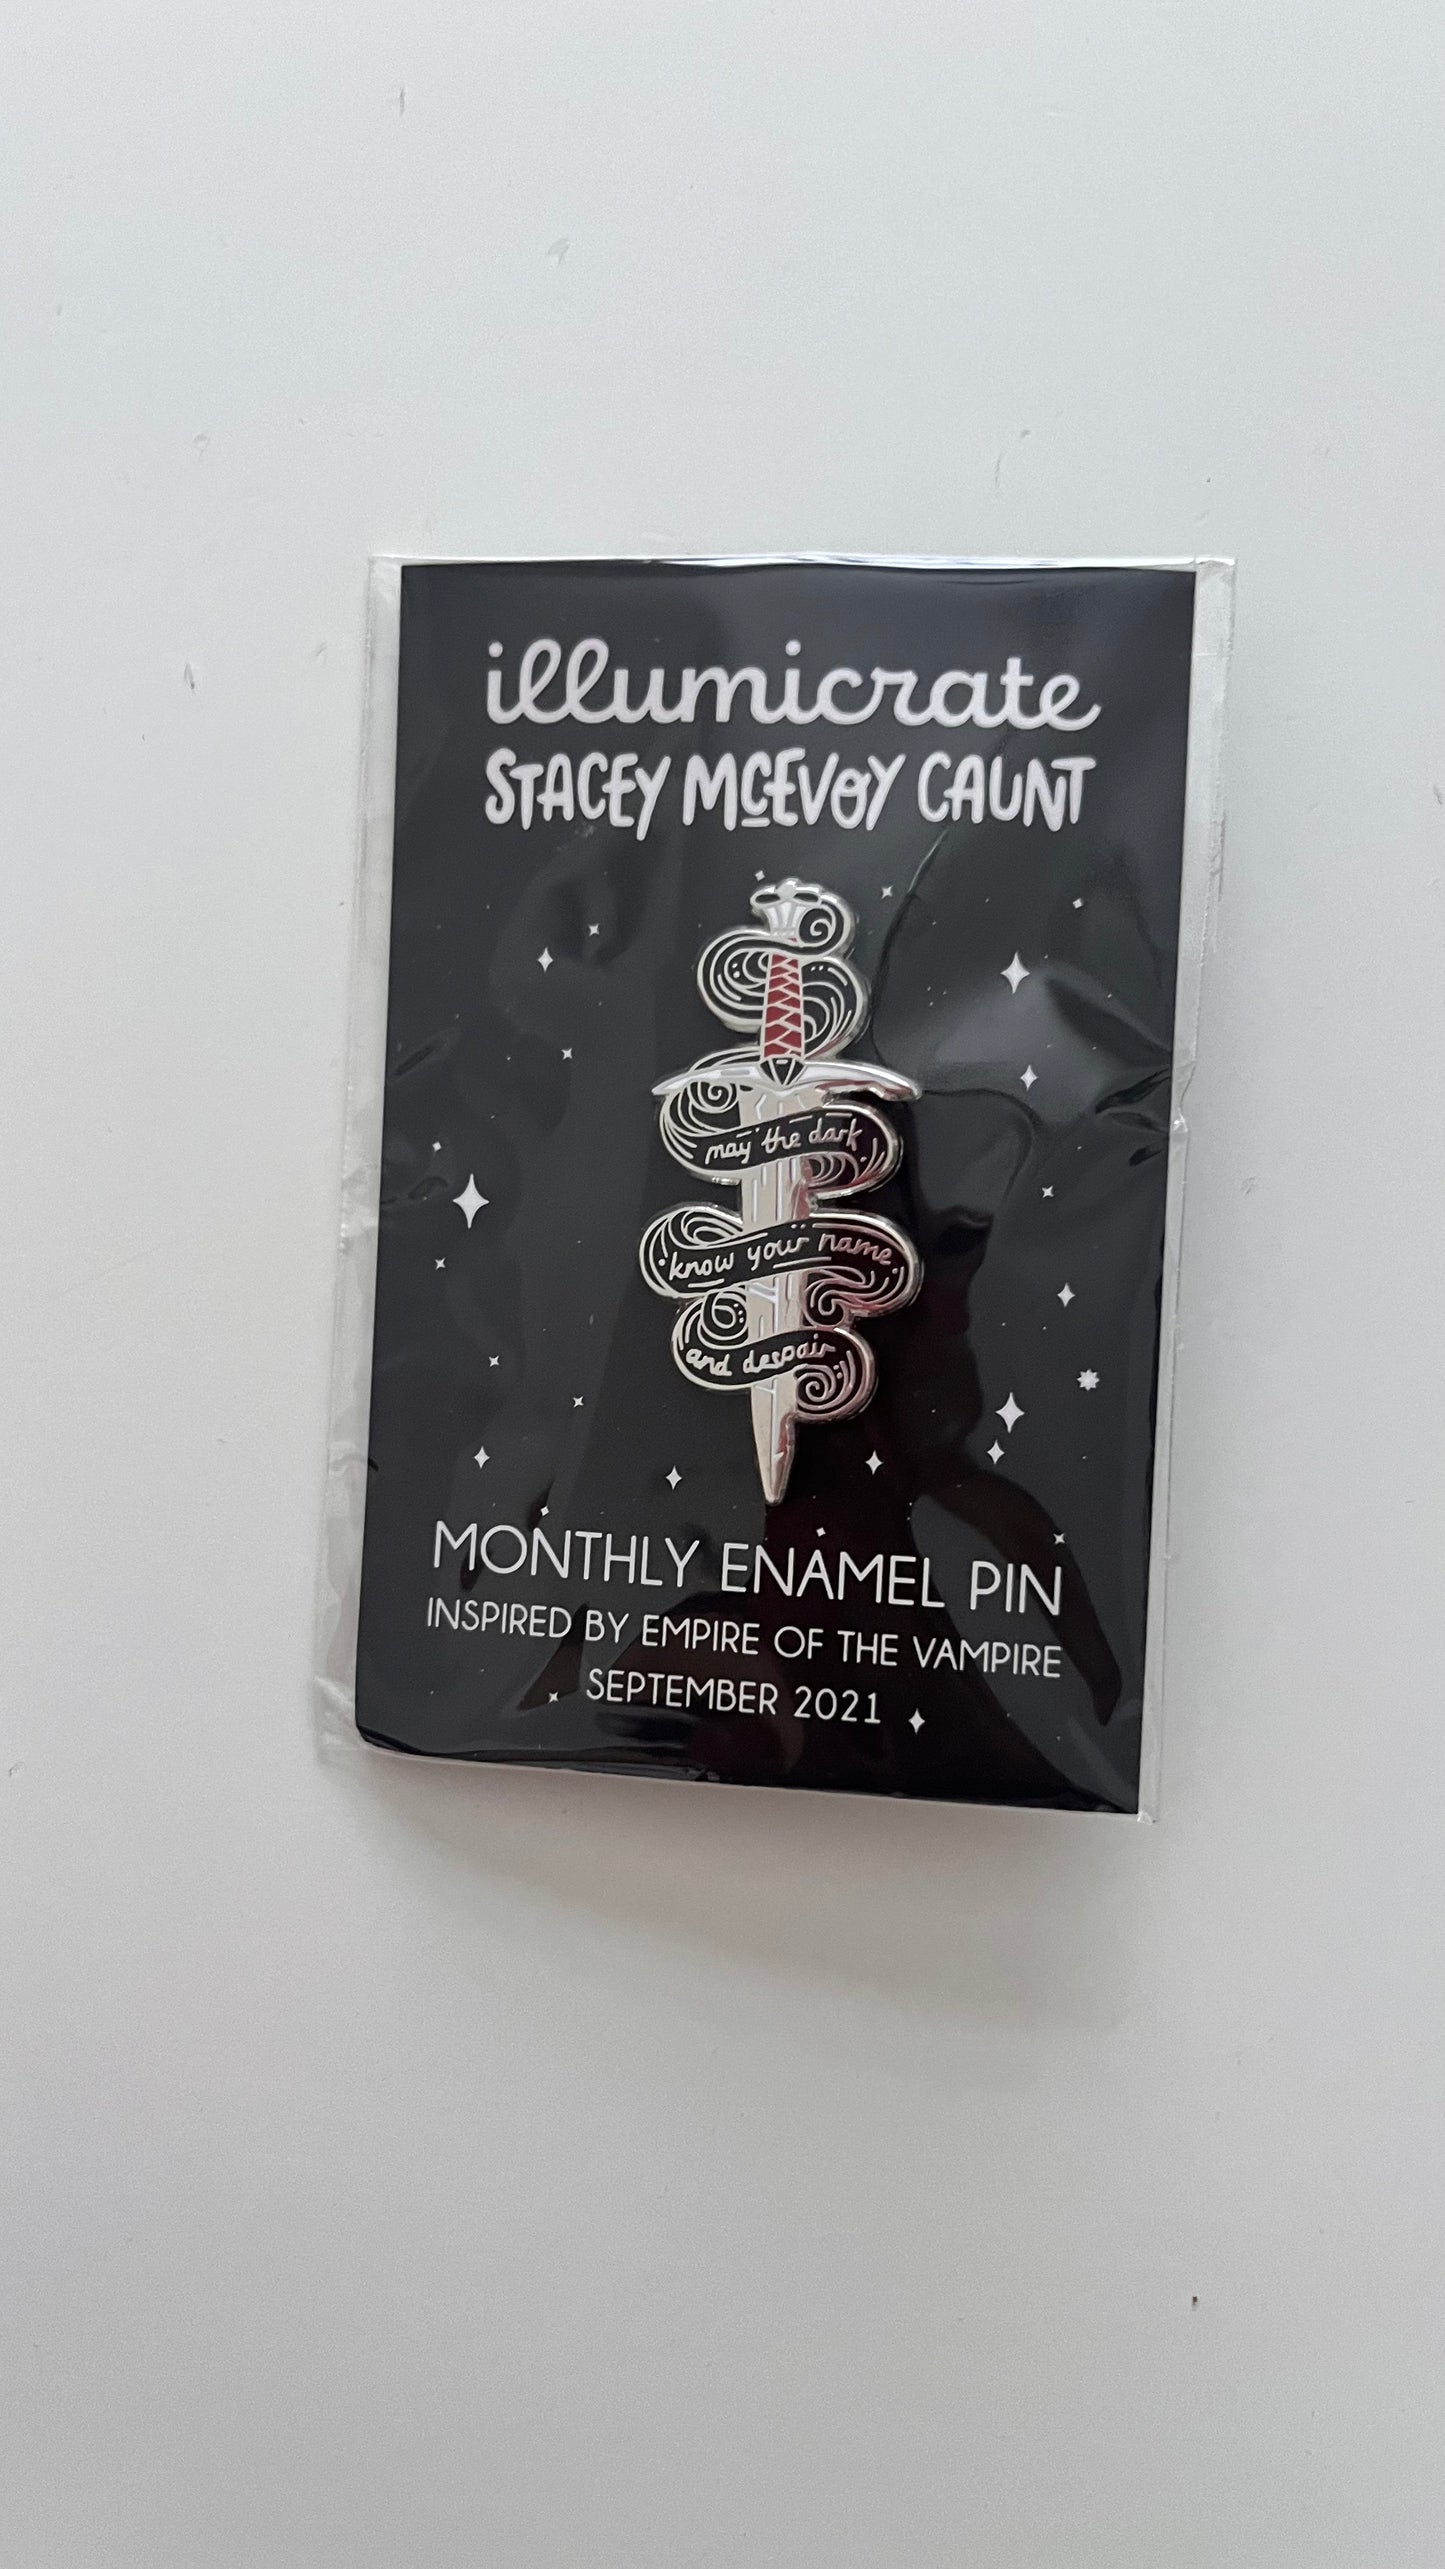 illumicrate
STACEY MCEVOY CAUNT
may the dark
know your name
and despair
MONTHLY ENAMEL PIN
INSPIRED BY EMPIRE OF THE VAMPIRE
SEPTEMBER 2021